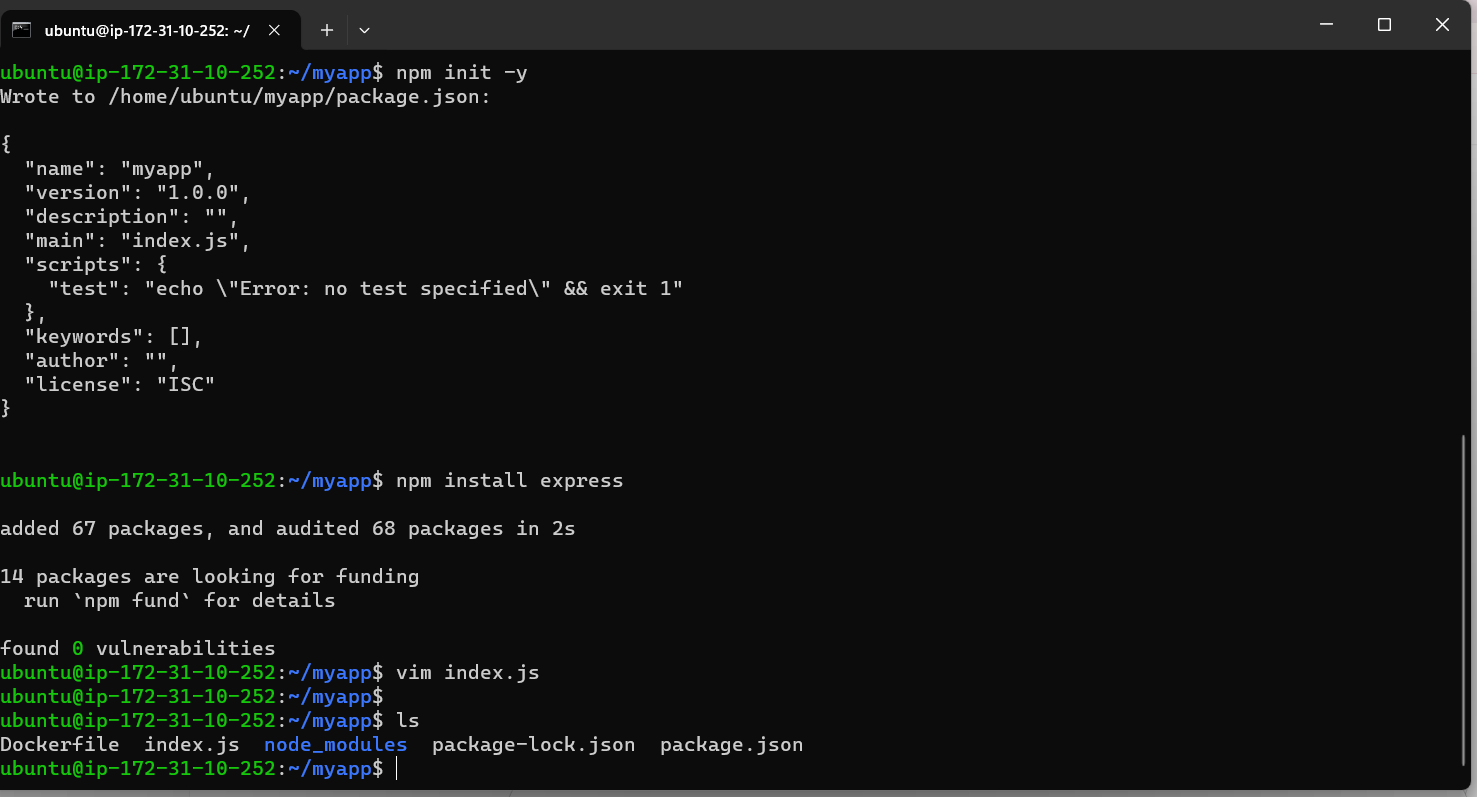 ubuntu@ip-172-31-10-252: ~/
ubuntu@ip-172-31-10-252:~/myapp$ npm init -y
Wrote to /home/ubuntu/myapp/package.json:
{
  "name": "myapp",
  "version": "1.0.0",
  "description": "",
  "main": "index.js",
  "scripts": {
    "test": "echo \"Error: no test specified\" && exit 1"
  },
  "keywords": [],
  "author": "",
  "license": "ISC"
}
ubuntu@ip-172-31-10-252:~/myapp$ npm install express
added 67 packages, and audited 68 packages in 2s
14 packages are looking for funding
  run `npm fund` for details
found 0 vulnerabilities
ubuntu@ip-172-31-10-252:~/myapp$ vim index.js
ubuntu@ip-172-31-10-252:~/myapp$
ubuntu@ip-172-31-10-252:~/myapp$ ls
Dockerfile  index.js  node_modules  package-lock.json  package.json
ubuntu@ip-172-31-10-252:~/myapp$